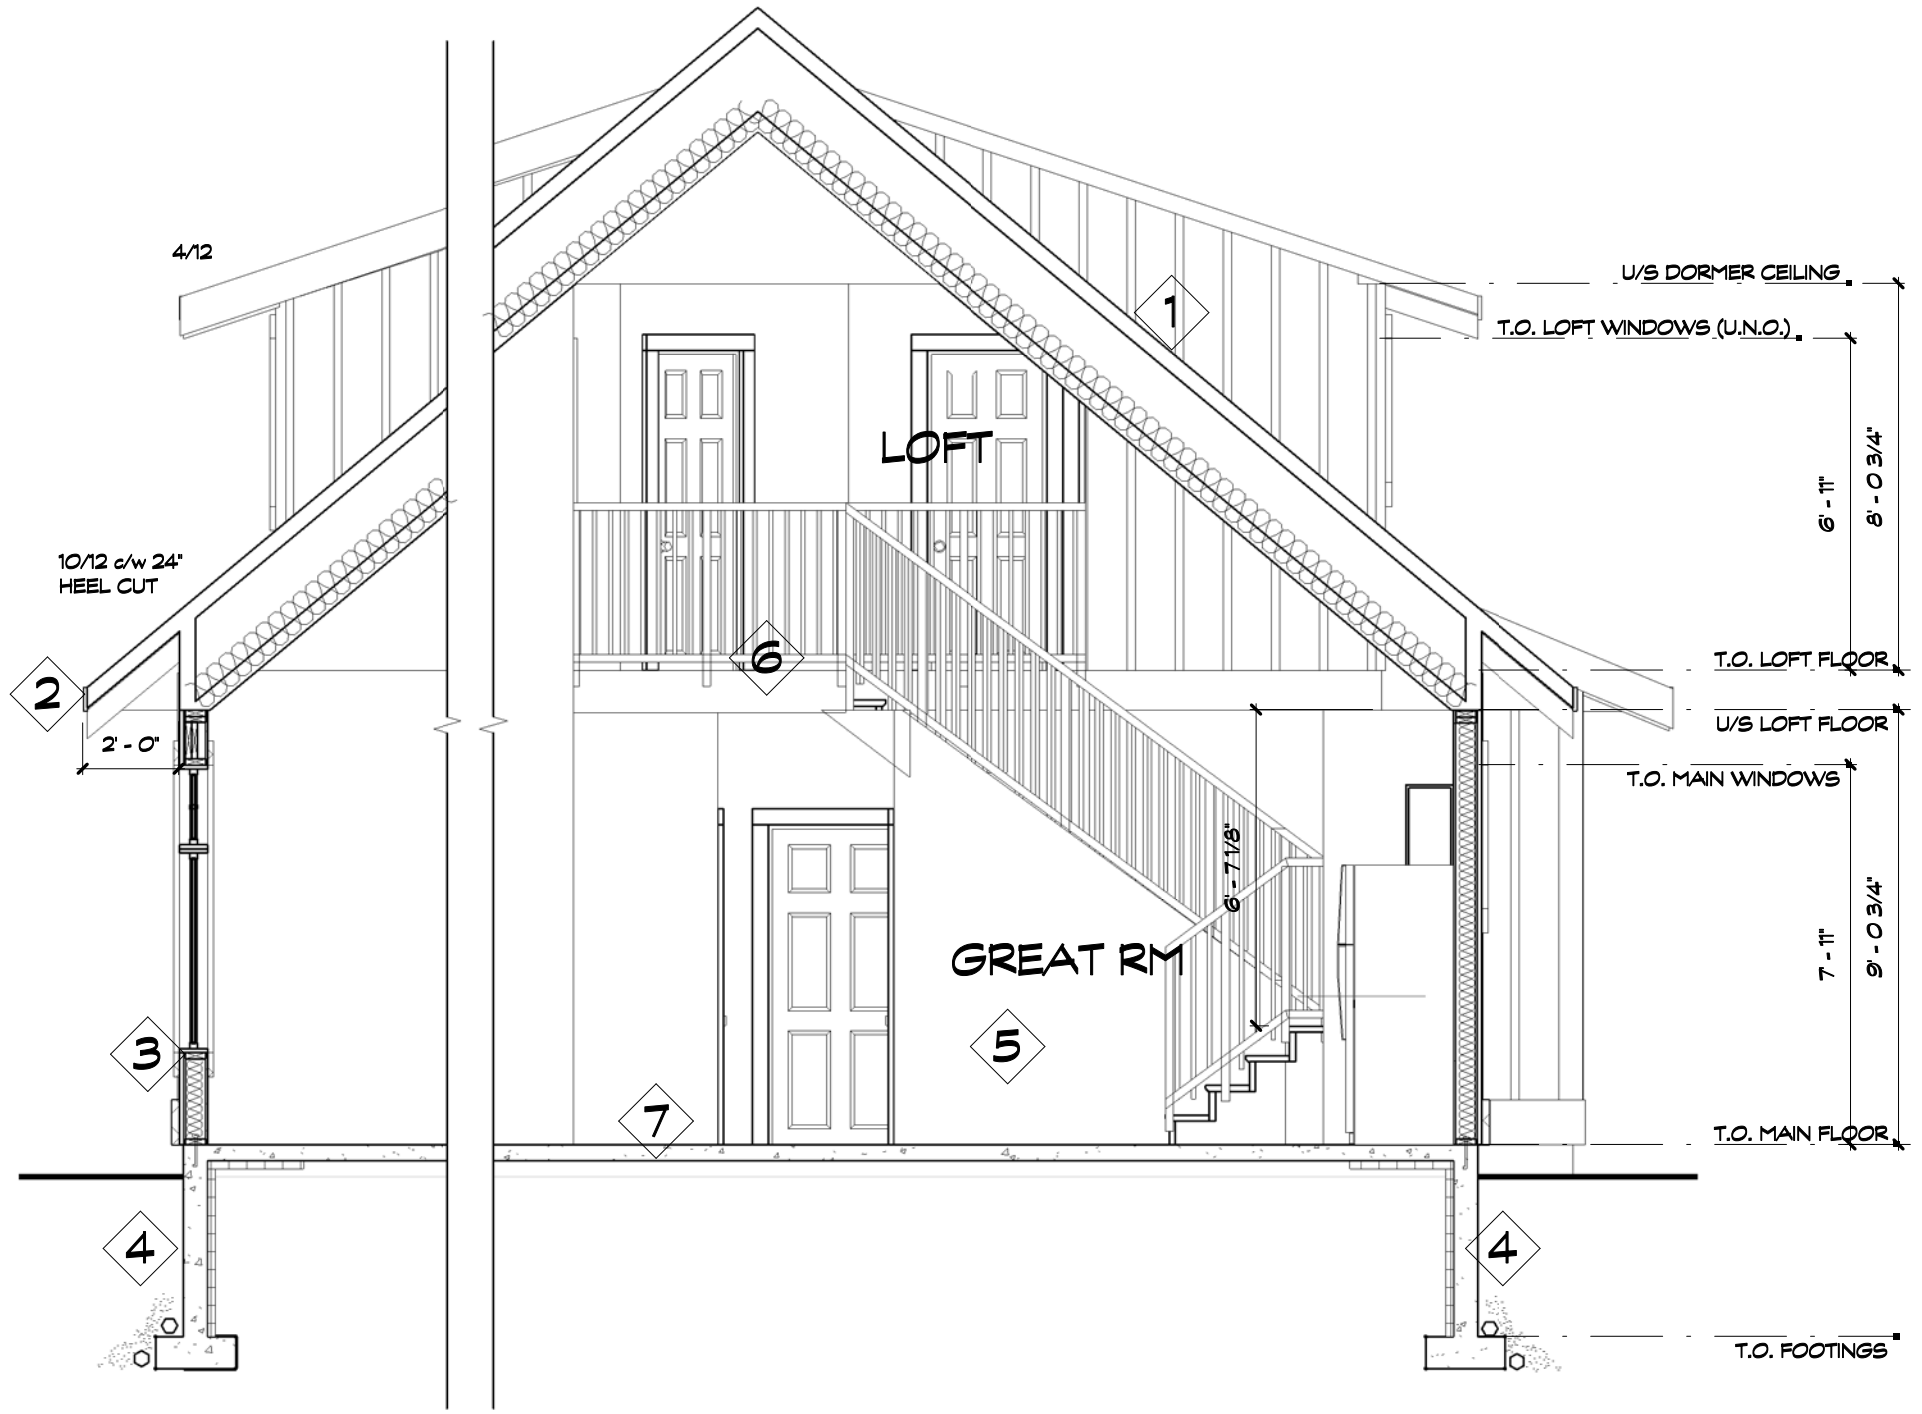 4/12
1
U/S DORMER CEILING
T.O. LOFT WINDOWS (U.N.O.)
8' - 0 3/4"
6' - 11"
LOFT
10/12 c/w 24"
HEEL CUT
6
T.O. LOFT FLOOR
2
U/S LOFT FLOOR
2' - 0"
T.O. MAIN WINDOWS
6' - 7 1/8"
9' - 0 3/4"
7' - 11"
GREAT RM
3
5
7
T.O. MAIN FLOOR
4
4
T.O. FOOTINGS